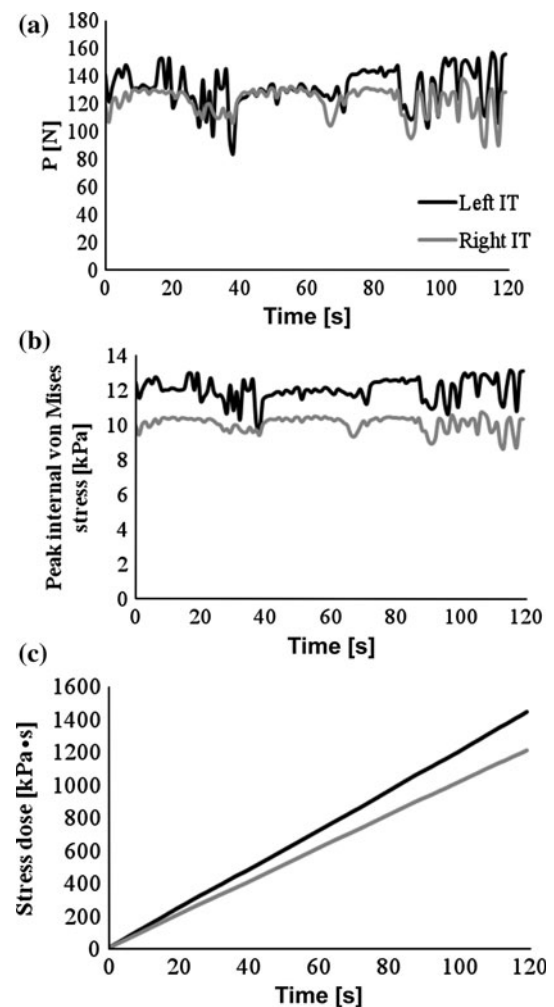 (a)
180
160
140
120
100
80
60
40
20
0
P [N]
Left IT
Right IT
0 20 40 60 80 100 120
Time [s]
(b)
14
12
10
8
6
4
2
0
Peak internal von Mises
stress [kPa]
0 20 40 60 80 100 120
Time [s]
(c)
1600
1400
1200
1000
800
600
400
200
0
Stress dose [kPa•s]
0 20 40 60 80 100 120
Time [s]